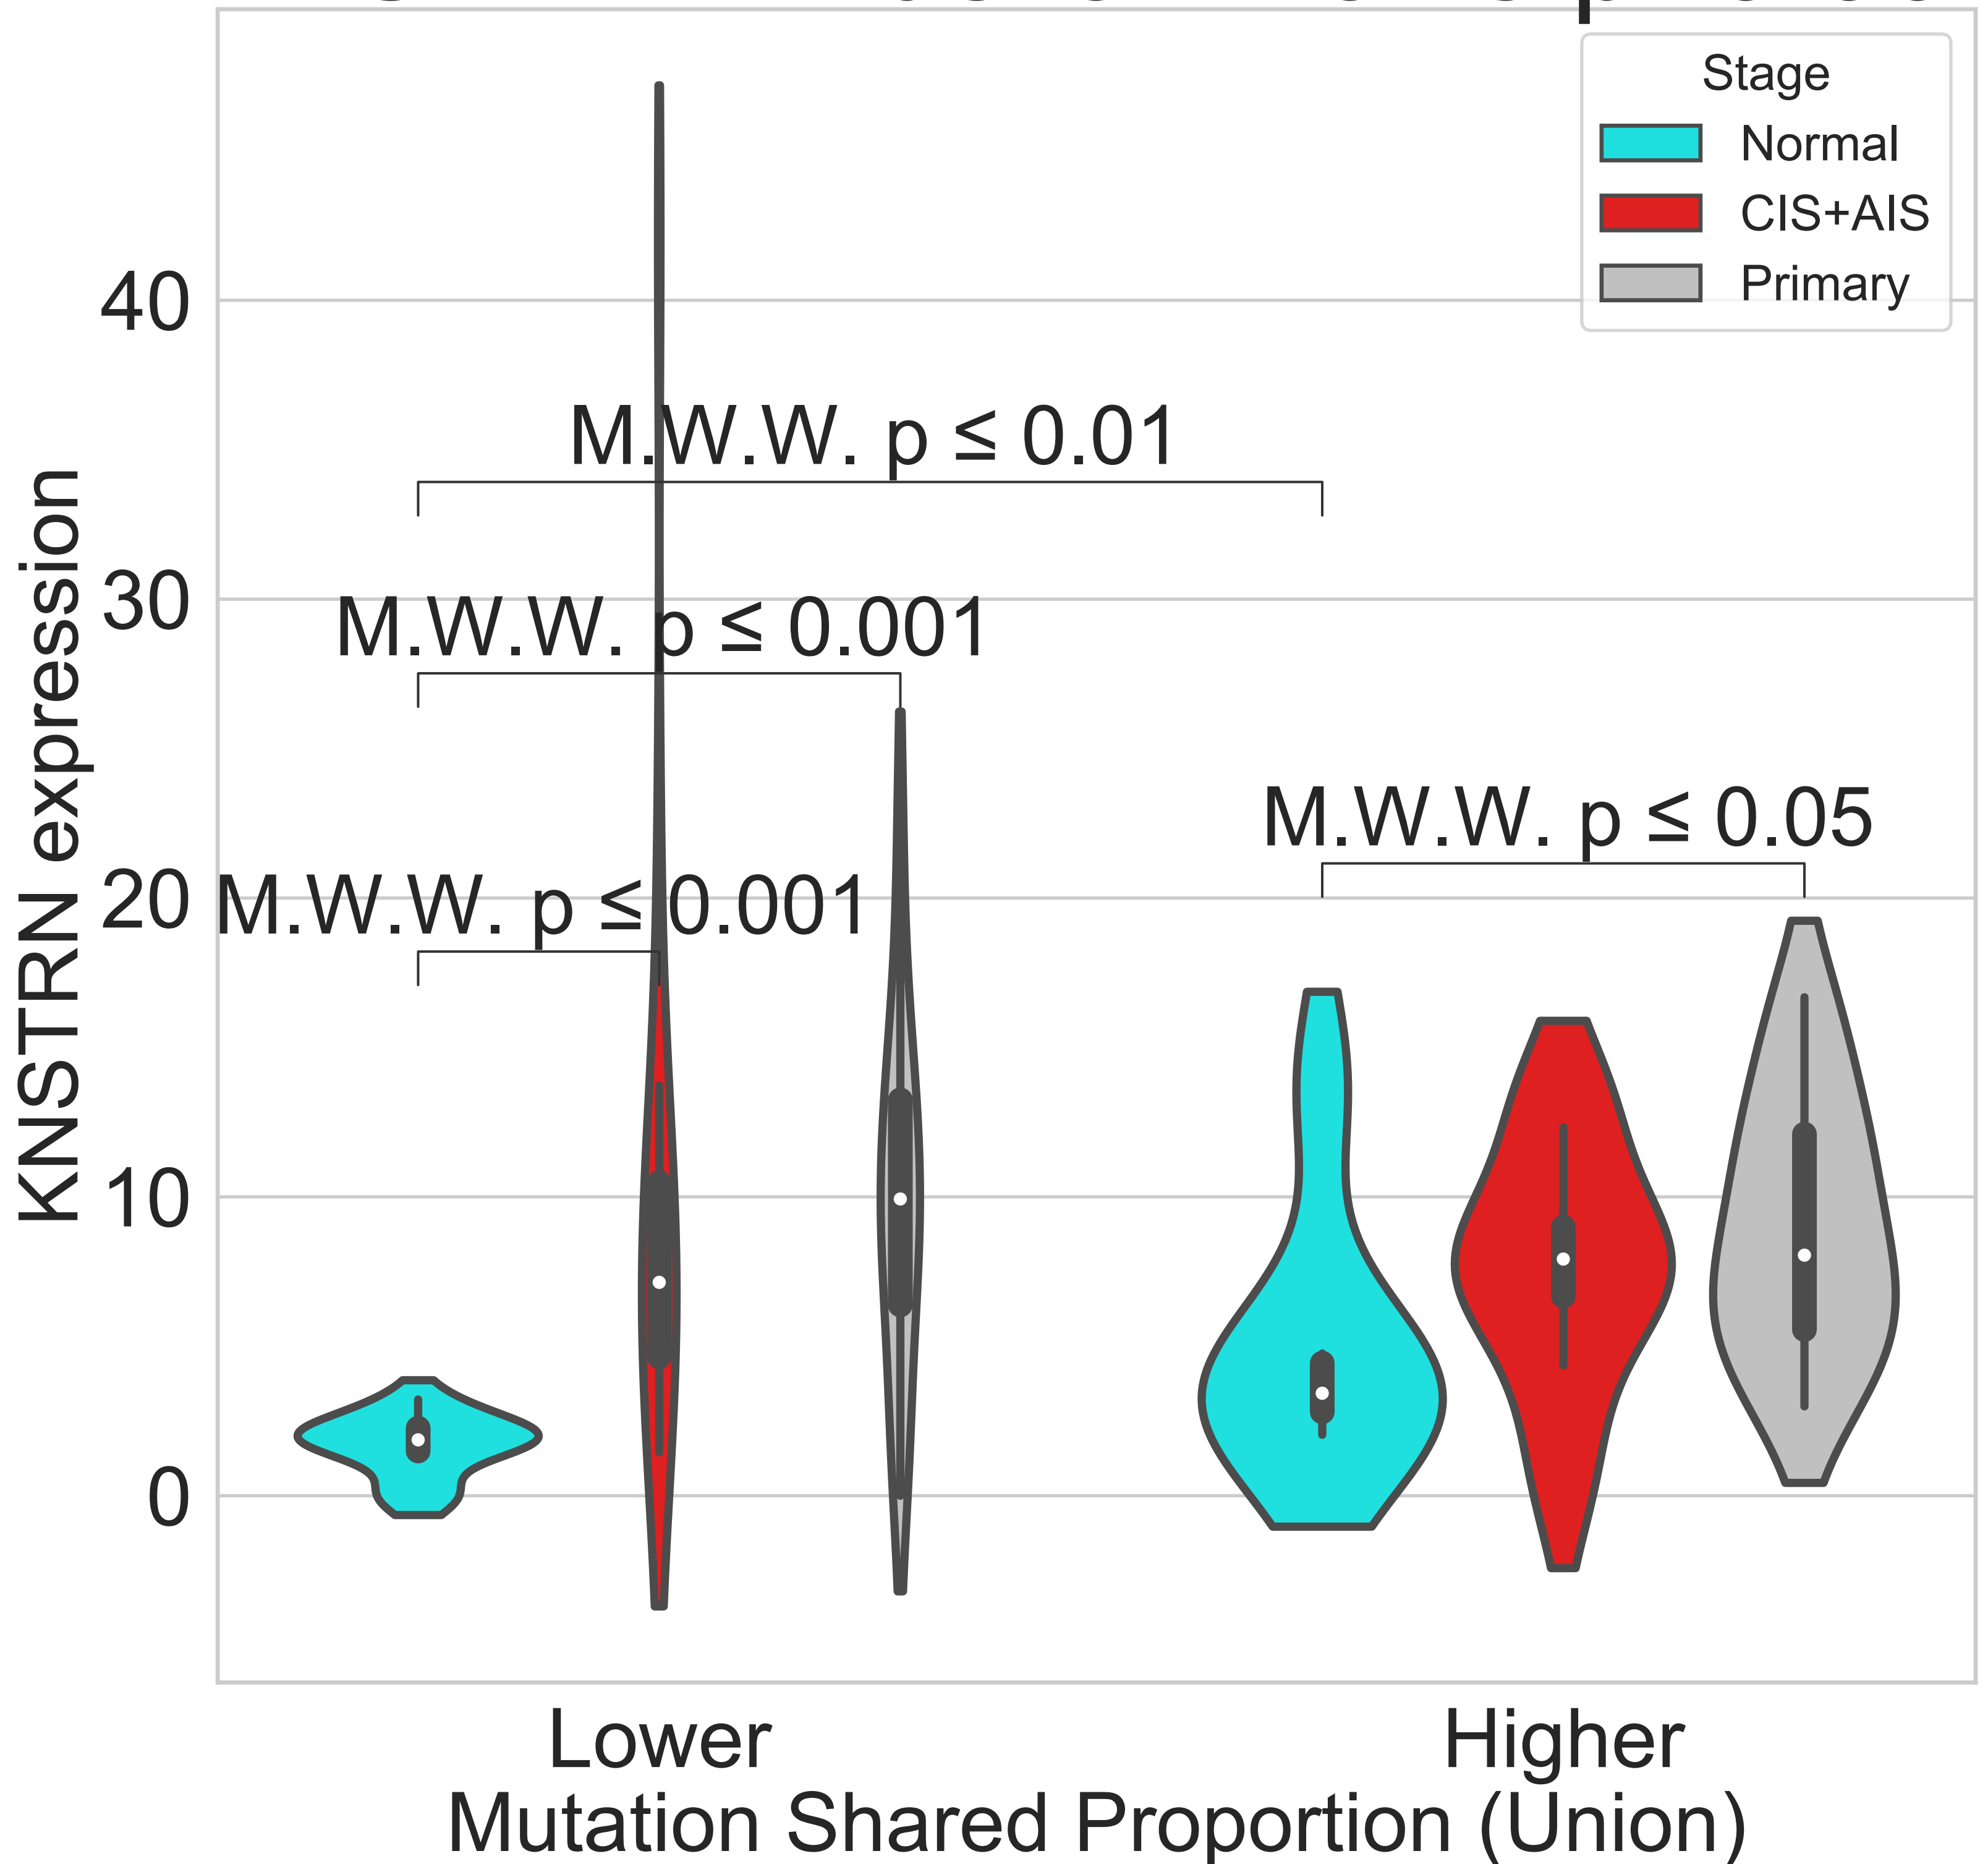 Stage
Normal
CIS+AIS
Primary
40
30
20
10
0
KNSTRN expression
M.W.W. p ≤ 0.01
M.W.W. p ≤ 0.001
M.W.W. p ≤ 0.05
M.W.W. p ≤ 0.001
Lower
Higher
Mutation Shared Proportion (Union)